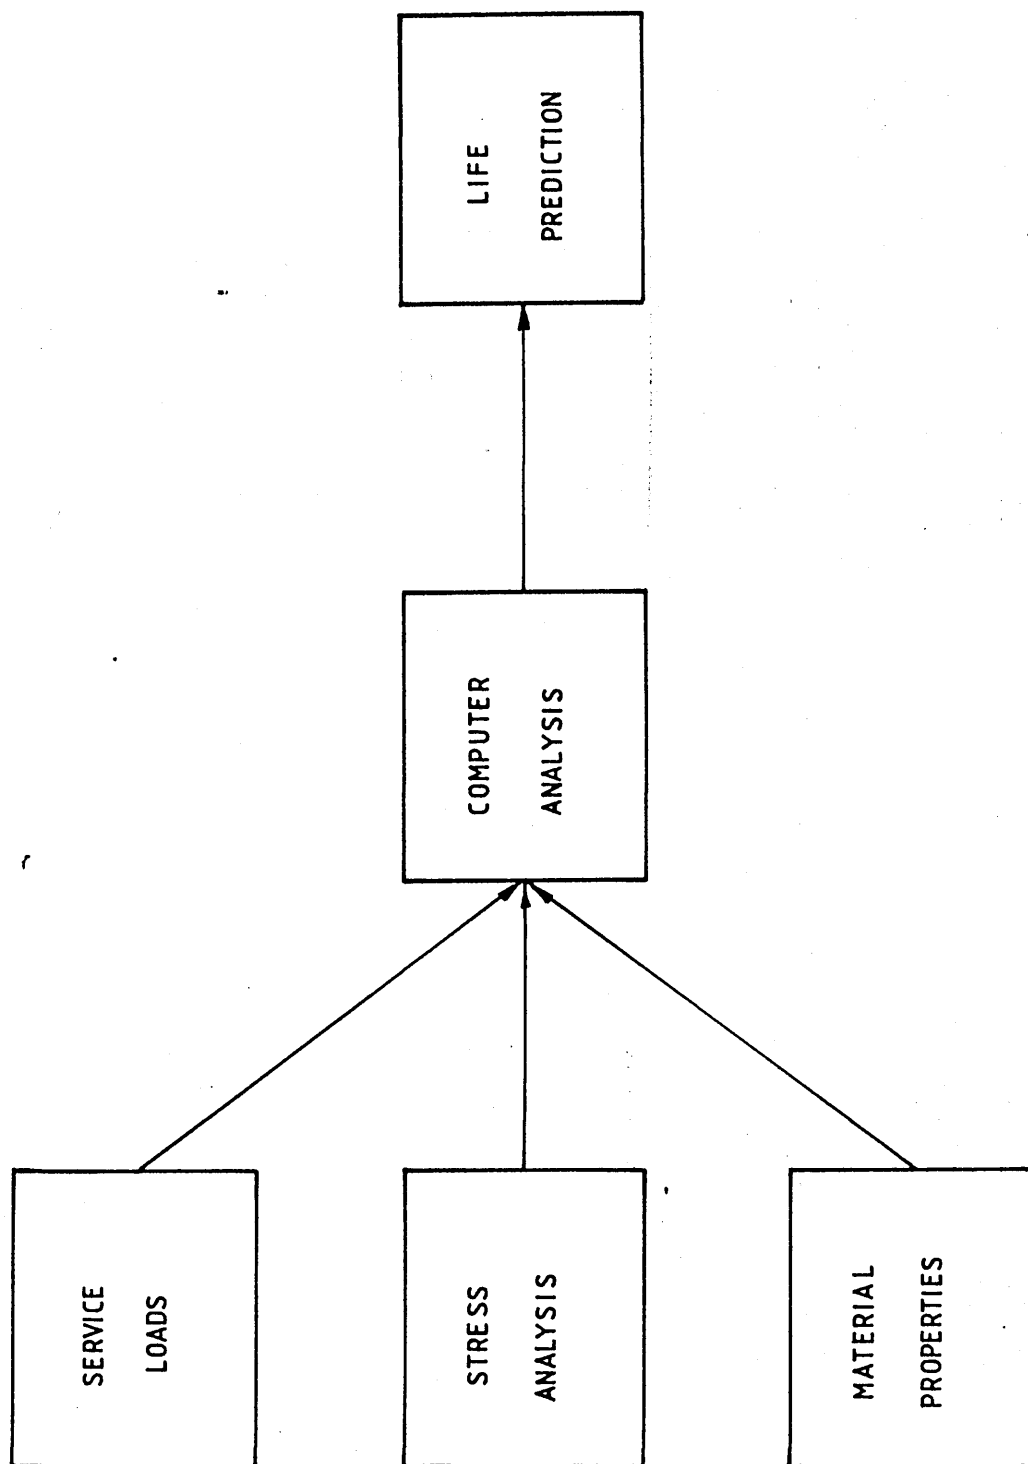 SERVICE
LOADS
STRESS
ANALYSIS
MATERIAL
PROPERTIES
COMPUTER
ANALYSIS
LIFE
PREDICTION